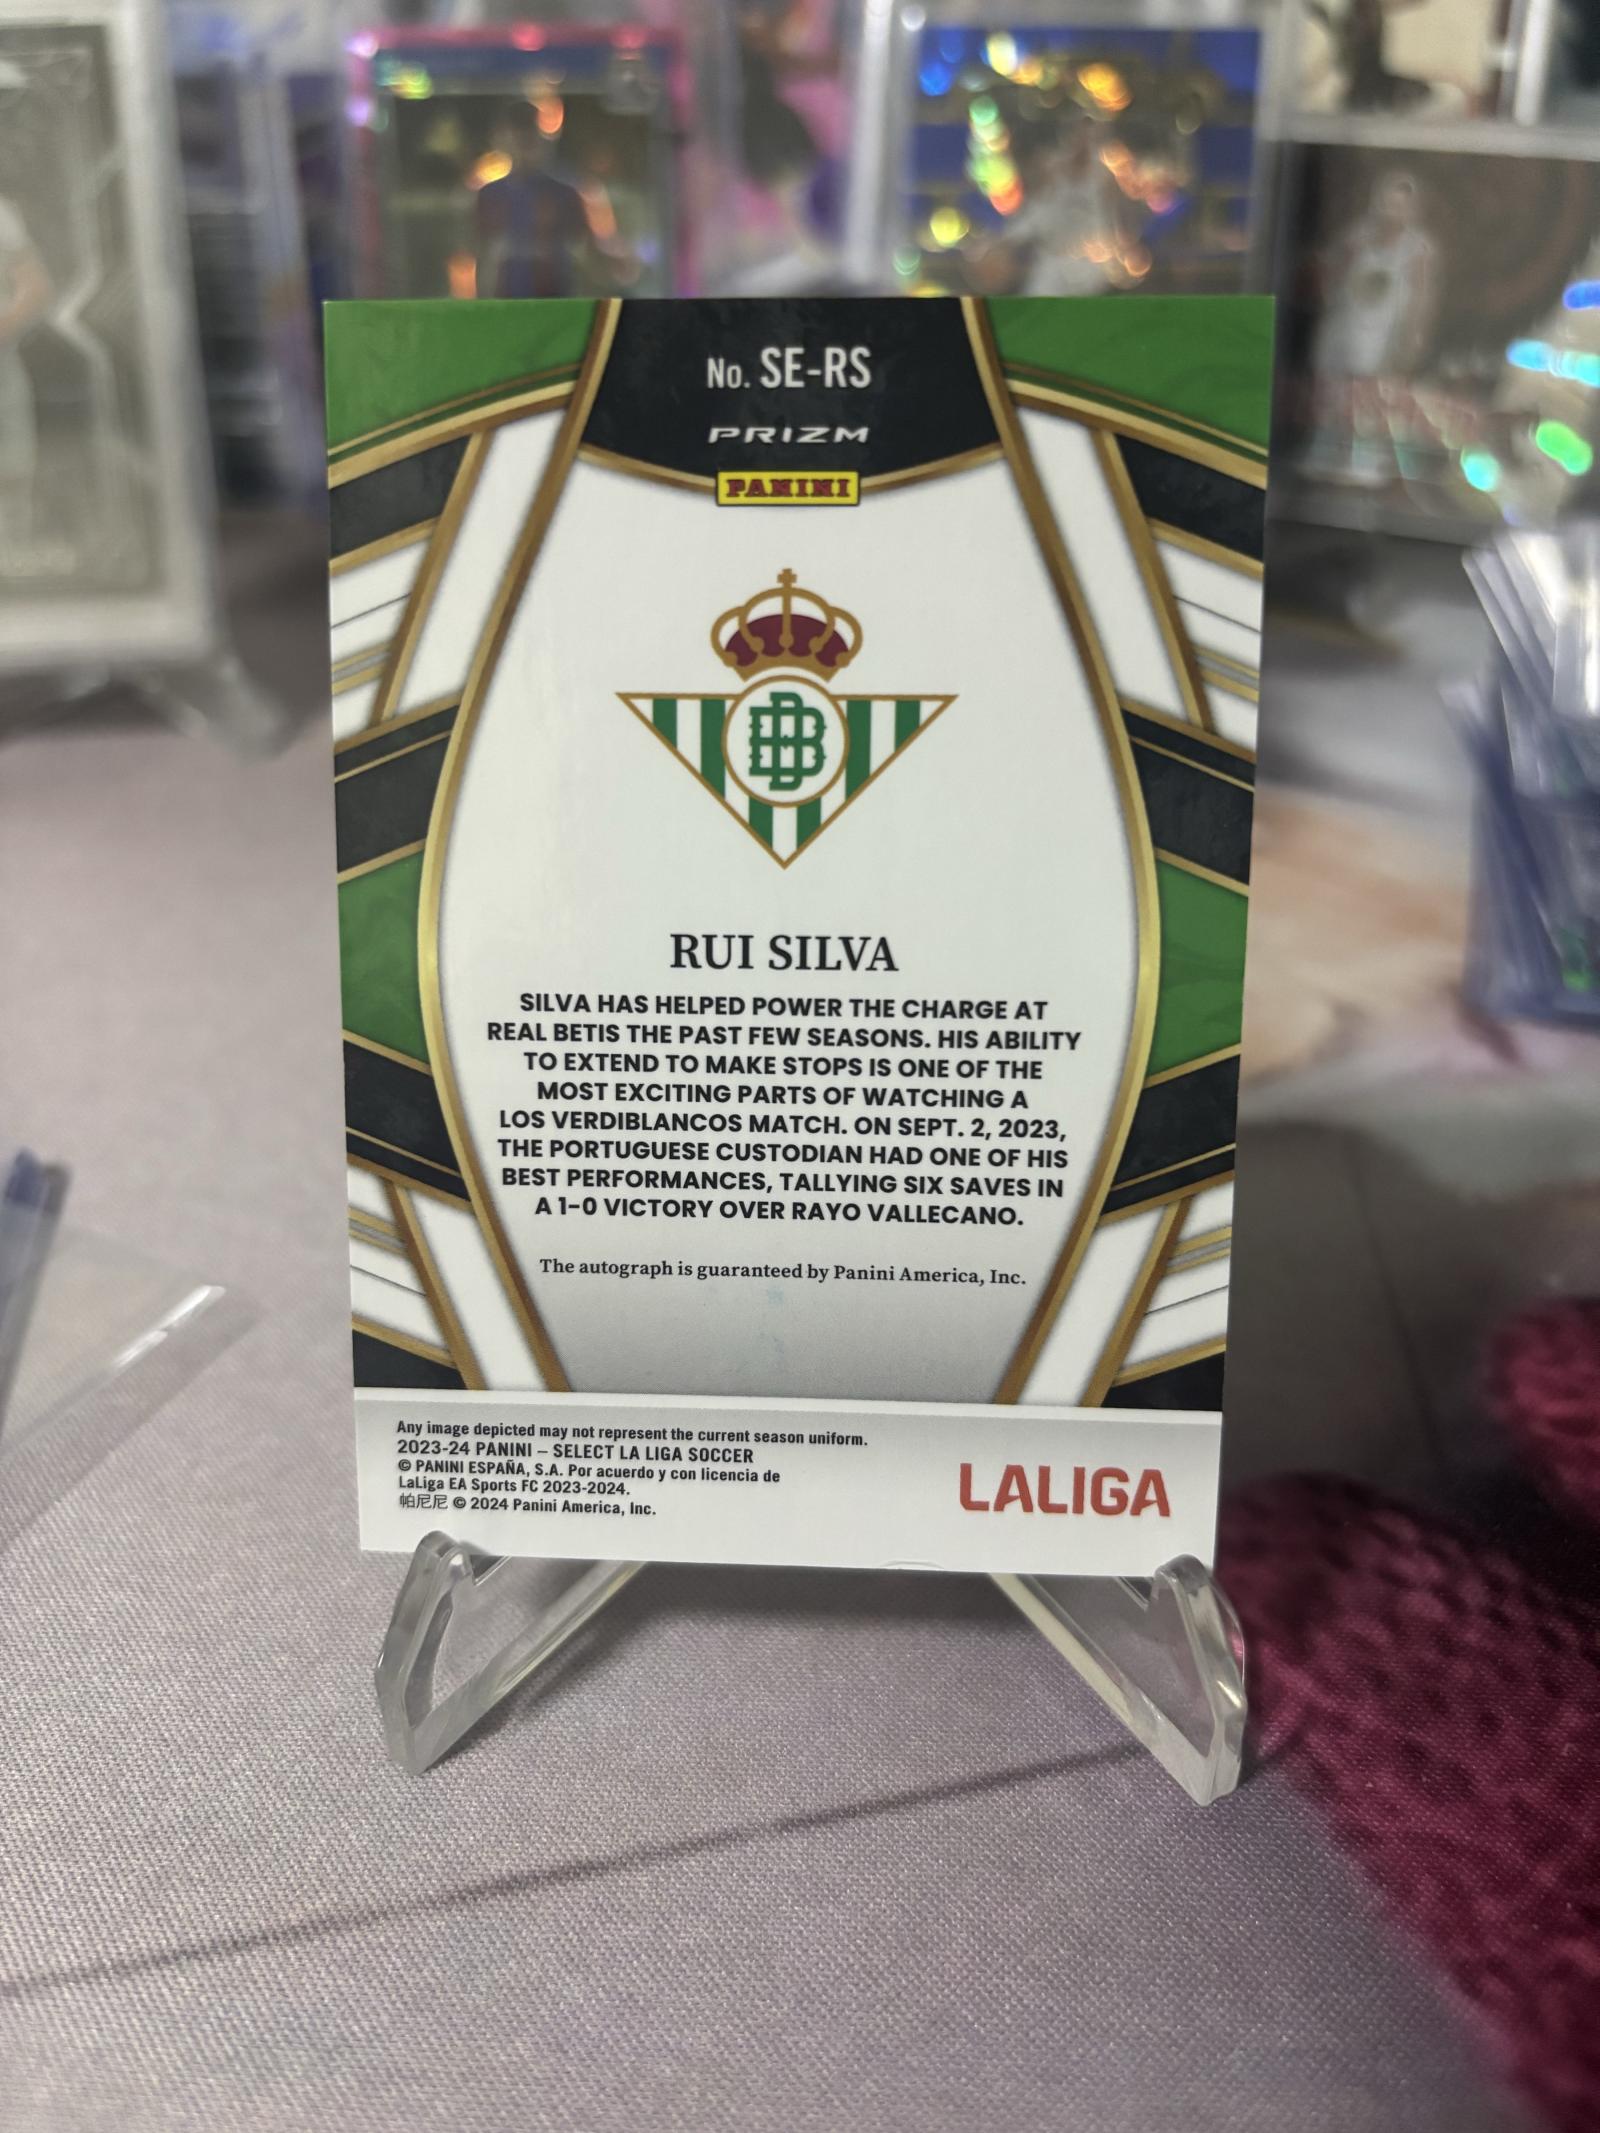 No. SE-RS
PRIZM
PANINI
RUI SILVA
SILVA HAS HELPED POWER THE CHARGE AT
REAL BETIS THE PAST FEW SEASONS. HIS ABILITY
TO EXTEND TO MAKE STOPS IS ONE OF THE
MOST EXCITING PARTS OF WATCHING A
LOS VERDIBLANCOS MATCH. ON SEPT. 2, 2023,
THE PORTUGUESE CUSTODIAN HAD ONE OF HIS
BEST PERFORMANCES, TALLYING SIX SAVES IN
A 1-0 VICTORY OVER RAYO VALLECANO.
The autograph is guaranteed by Panini America, Inc.
Any image depicted may not represent the current season uniform.
2023-24 PANINI – SELECT LA LIGA SOCCER
© PANINI ESPAÑA, S.A. Por acuerdo y con licencia de
LaLiga EA Sports FC 2023-2024.
帕尼尼 © 2024 Panini America, Inc.
LALIGA